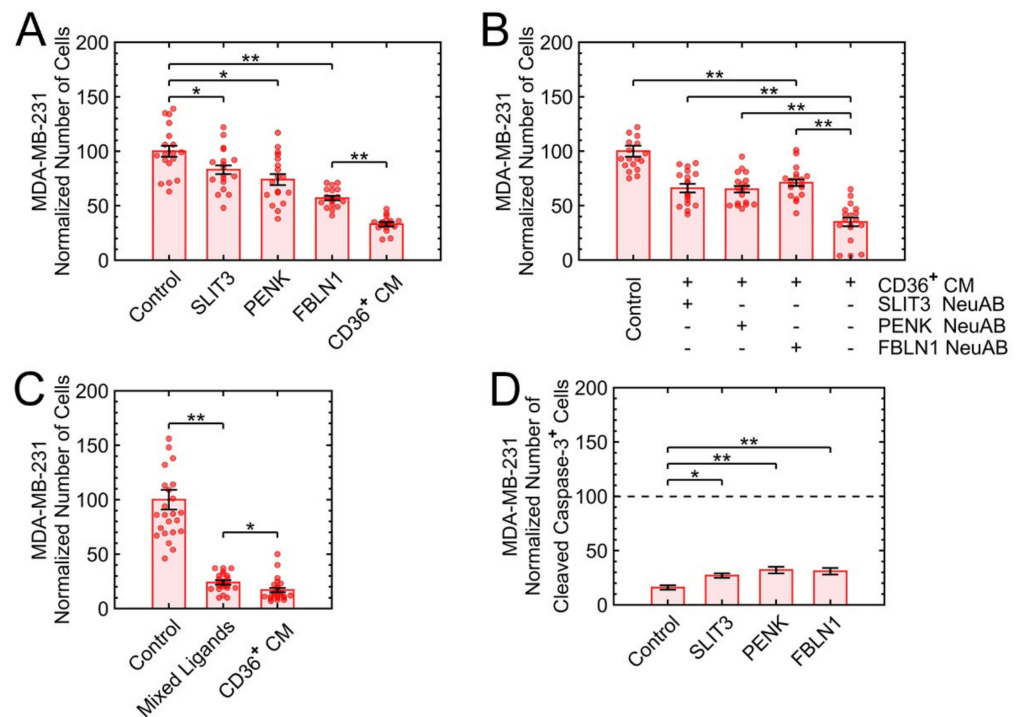 A
MDA-MB-231
Normalized Number of Cells
200
150
100
50
0
**
*
*
**
Control
SLIT3
PENK
FBLN1
CD36+ CM
B
MDA-MB-231
Normalized Number of Cells
200
150
100
50
0
**
**
**
**
Control
+ + + + CD36+ CM
+ - - - SLIT3 NeuAB
- + - - PENK NeuAB
- - + - FBLN1 NeuAB
C
MDA-MB-231
Normalized Number of Cells
200
150
100
50
0
**
*
Control
Mixed Ligands
CD36+ CM
D
MDA-MB-231
Normalized Number of
Cleaved Caspase-3+ Cells
200
150
100
50
0
**
**
*
Control
SLIT3
PENK
FBLN1